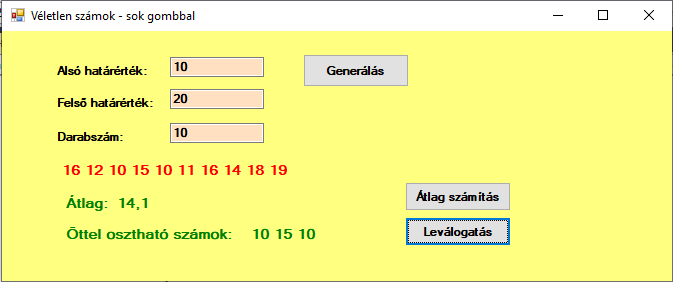 Véletlen számok - sok gombbal
Alsó határérték: 10 Generálás
Felső határérték: 20
Darabszám: 10
16 12 10 15 10 11 16 14 18 19
Átlag: 14,1 Átlag számítás
Öttel osztható számok: 10 15 10 Leválogatás